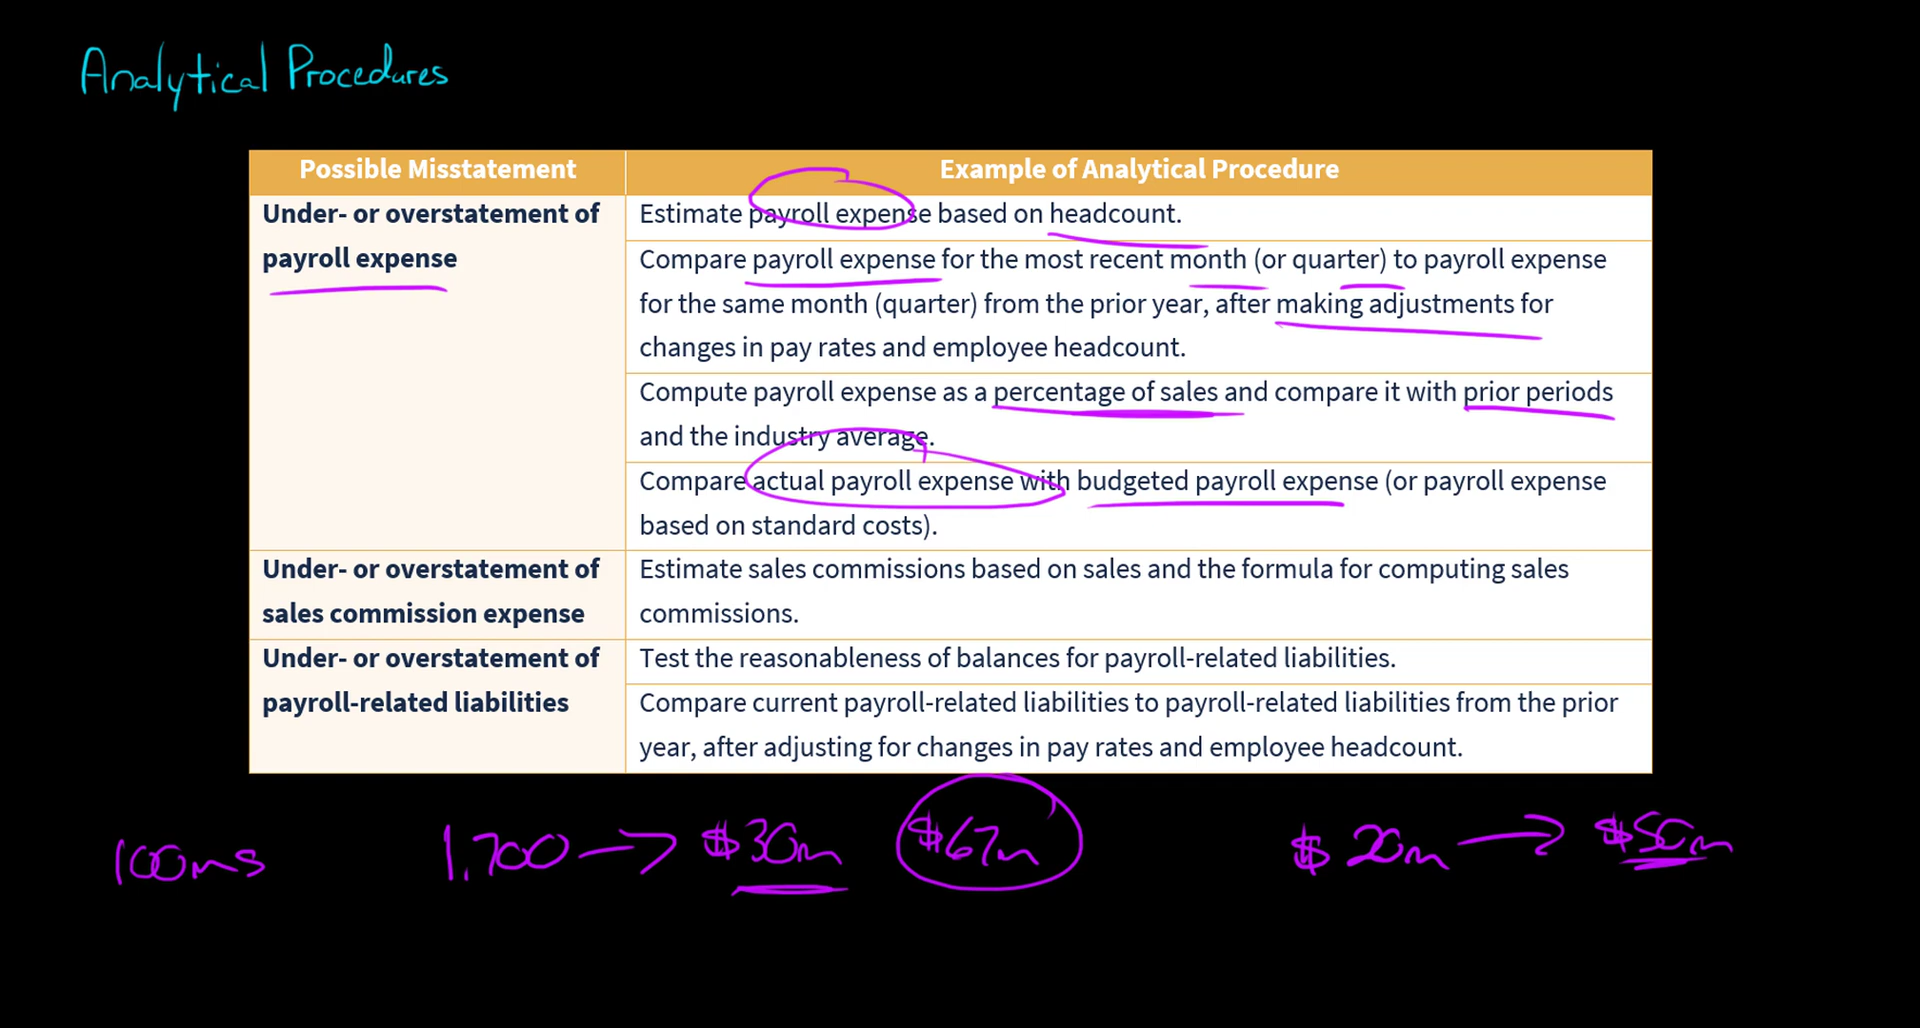 Analytical Procedures
Possible Misstatement
Example of Analytical Procedure
Under- or overstatement of
payroll expense
Estimate payroll expense based on headcount.
Compare payroll expense for the most recent month (or quarter) to payroll expense
for the same month (quarter) from the prior year, after making adjustments for
changes in pay rates and employee headcount.
Compute payroll expense as a percentage of sales and compare it with prior periods
and the industry average.
Compare actual payroll expense with budgeted payroll expense (or payroll expense
based on standard costs).
Under- or overstatement of
sales commission expense
Estimate sales commissions based on sales and the formula for computing sales
commissions.
Under- or overstatement of
payroll-related liabilities
Test the reasonableness of balances for payroll-related liabilities.
Compare current payroll-related liabilities to payroll-related liabilities from the prior
year, after adjusting for changes in pay rates and employee headcount.
100ms 1,700 → $30m $67m $20m → $50m